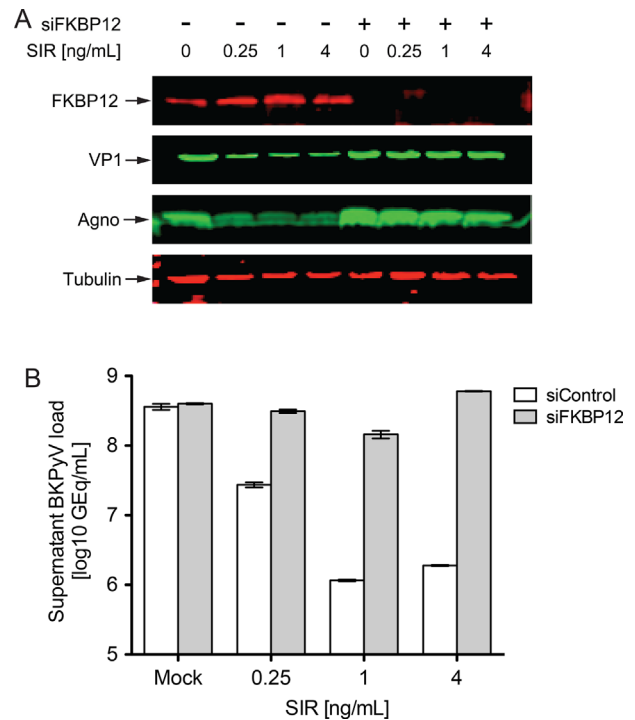 A
siFKBP12 - - - - + + + +
SIR [ng/mL] 0 0.25 1 4 0 0.25 1 4
FKBP12
VP1
Agno
Tubulin
B
Supernatant BKPyV load
[log10 GEq/mL]
9
8
7
6
5
siControl
siFKBP12
Mock 0.25 1 4
SIR [ng/mL]